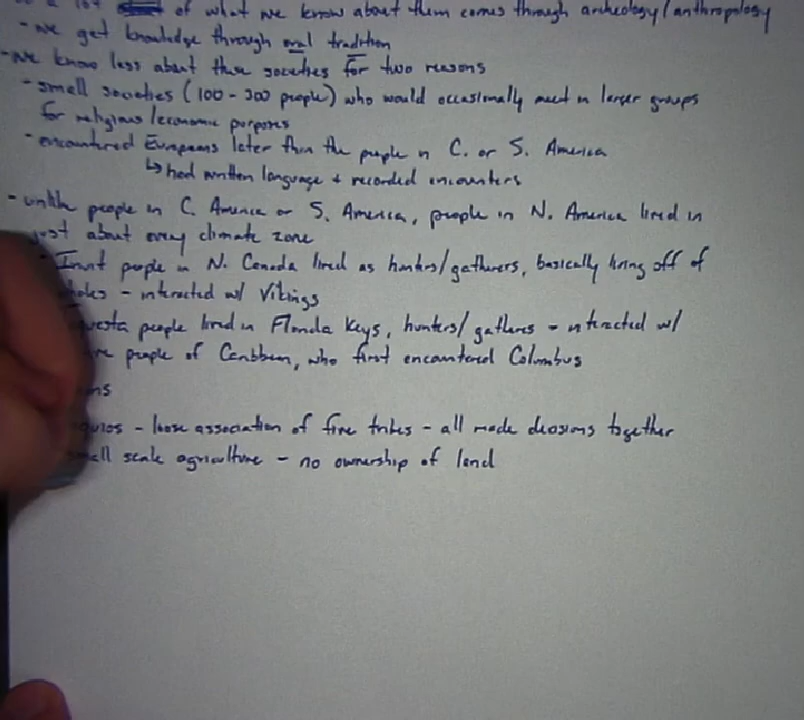 a lot of what we know about them comes through archeology/anthropology
- we get knowledge through oral tradition
- we know less about these societies for two reasons
- small societies (100 - 300 people) who would occasionally meet in larger groups
for religious/economic purposes
- encountered Europeans later than the people in C. or S. America
↳ had written language + recorded encounters
- unlike people in C. America or S. America, people in N. America lived in
just about every climate zone
Inuit people in N. Canada lived as hunters/gatherers, basically living off of
- interacted w/ Vikings
people lived in Florida Keys, hunters/gatherers - interacted w/
people of Caribbean, who first encountered Columbus
ns
- loose association of five tribes - all made decisions together
small scale agriculture - no ownership of land